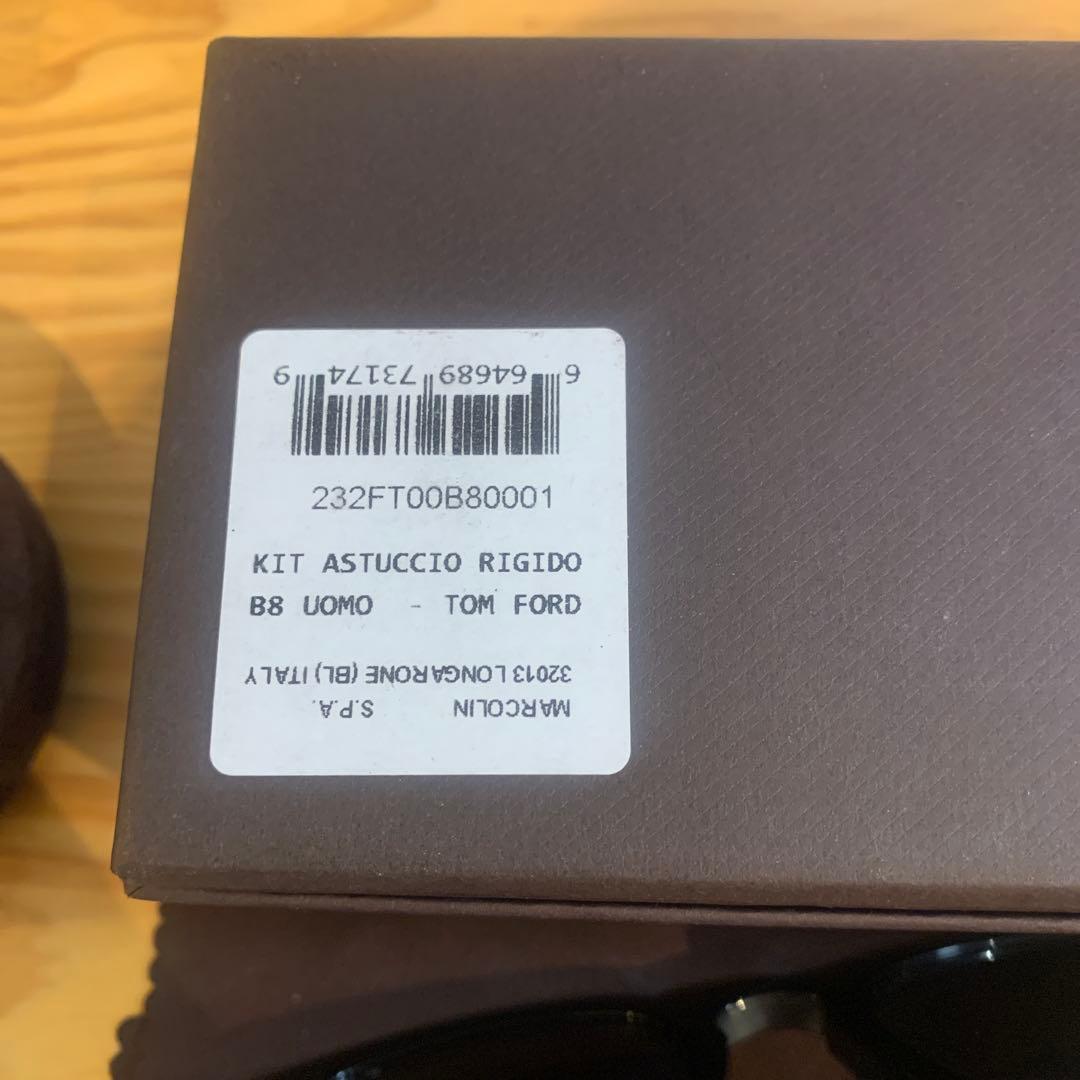 6 64689 73174 9
232FT00B80001
KIT ASTUCCIO RIGIDO
B8 UOMO - TOM FORD
MARCOLIN S.P.A.
32013 LONGARONE (BL) ITALY